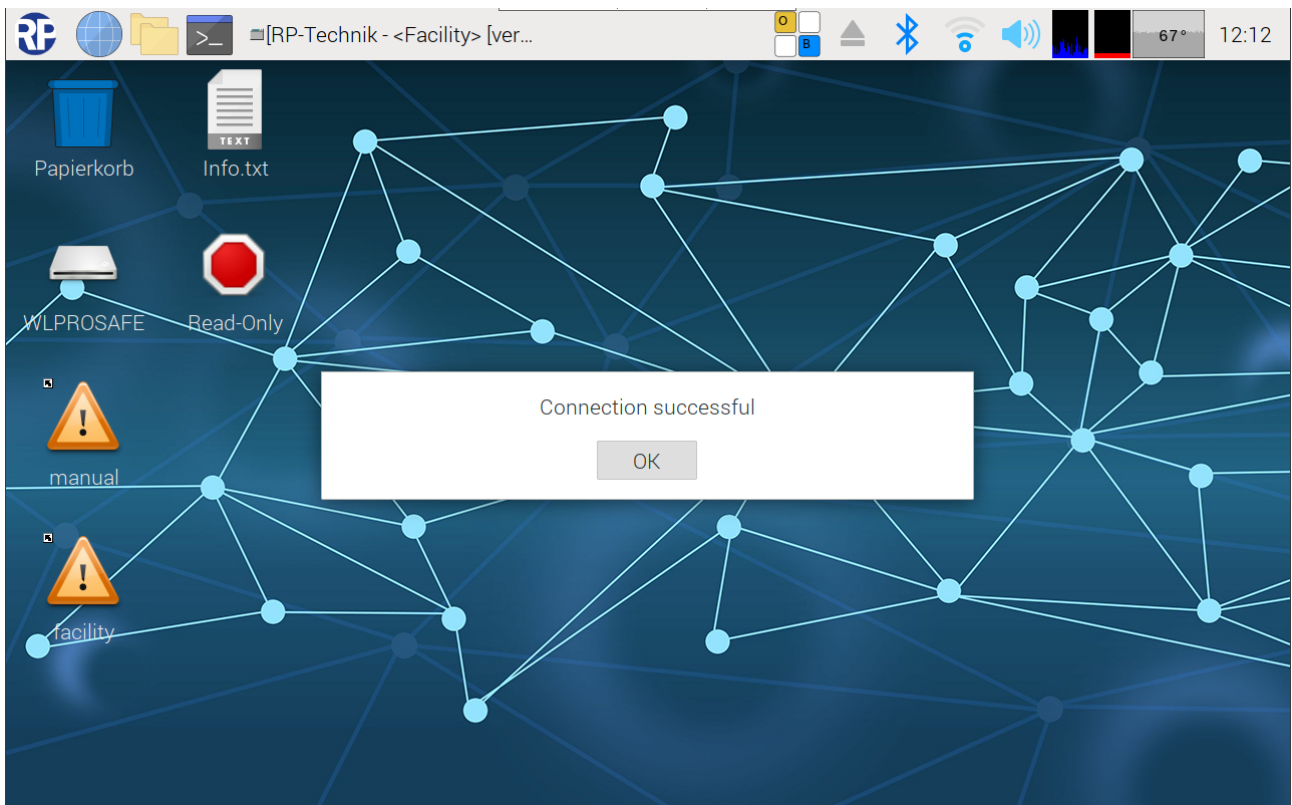 RP
>_
[RP-Technik - <Facility> [ver...
O
B
67°
12:12
TEXT
Papierkorb
Info.txt
WLPROSAFE
Read-Only
Connection successful
OK
!
manual
!
facility